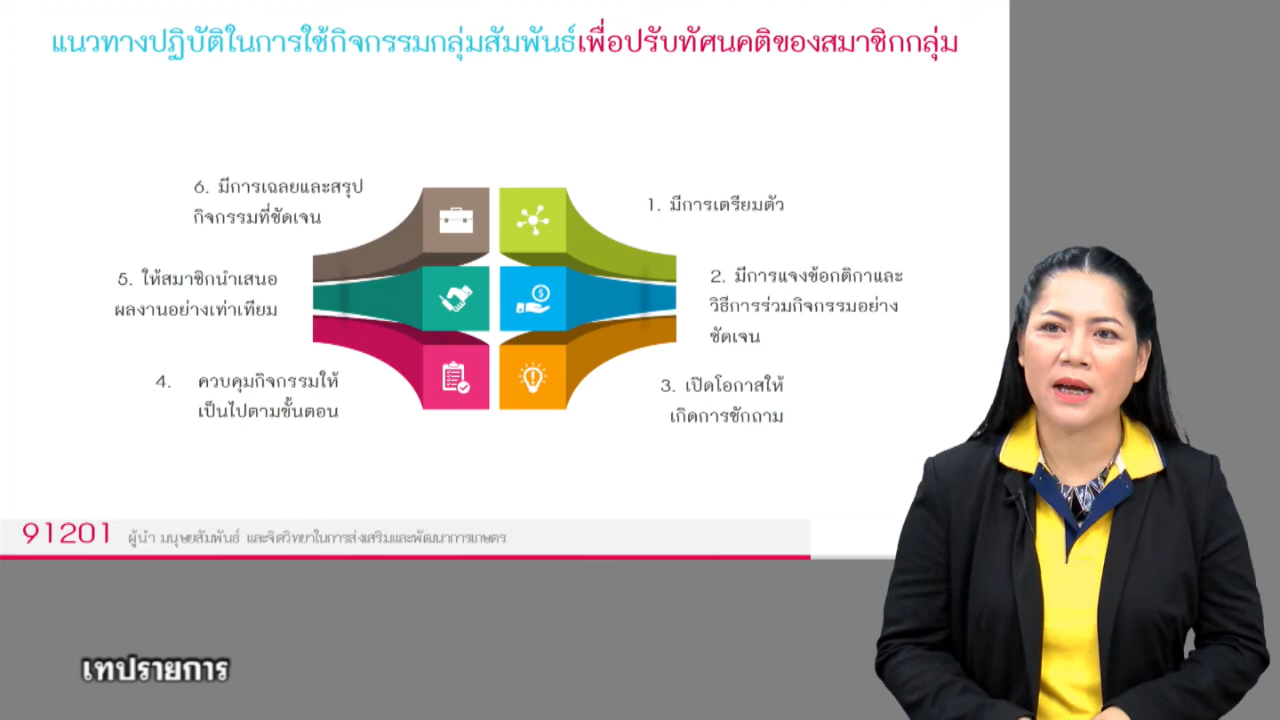 แนวทางปฏิบัติในการใช้กิจกรรมกลุ่มสัมพันธ์เพื่อปรับทัศนคติของสมาชิกกลุ่ม
1. มีการเตรียมตัว
2. มีการแจงข้อกติกาและ
วิธีการร่วมกิจกรรมอย่าง
ชัดเจน
3. เปิดโอกาสให้
เกิดการซักถาม
4. ควบคุมกิจกรรมให้
เป็นไปตามขั้นตอน
5. ให้สมาชิกนำเสนอ
ผลงานอย่างเท่าเทียม
6. มีการเฉลยและสรุป
กิจกรรมที่ชัดเจน
91201 ผู้นำ มนุษยสัมพันธ์ และจิตวิทยาในการส่งเสริมและพัฒนาการเกษตร
เทปรายการ